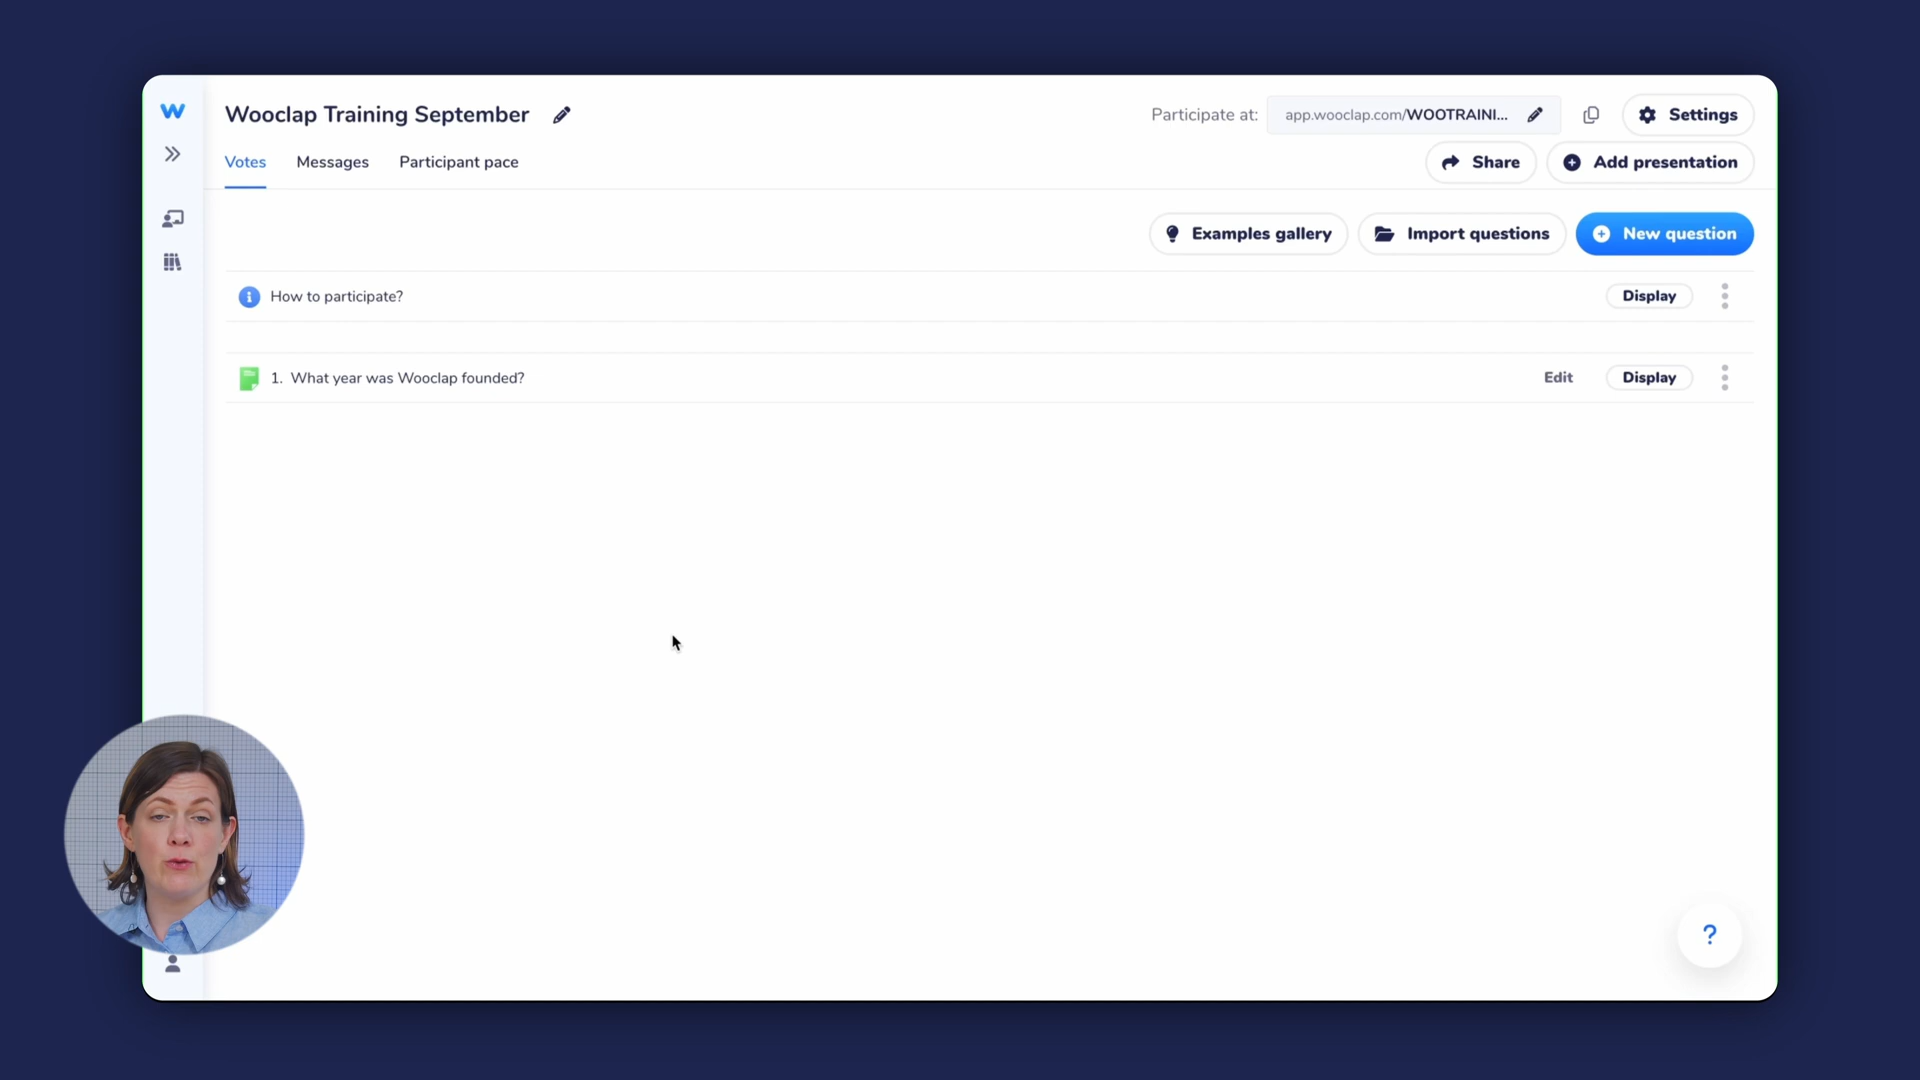 Wooclap Training September
Participate at: app.wooclap.com/WOOTRAINI...
Settings
Votes Messages Participant pace
Share
Add presentation
Examples gallery
Import questions
New question
How to participate?
Display
1. What year was Wooclap founded?
Edit
Display
?